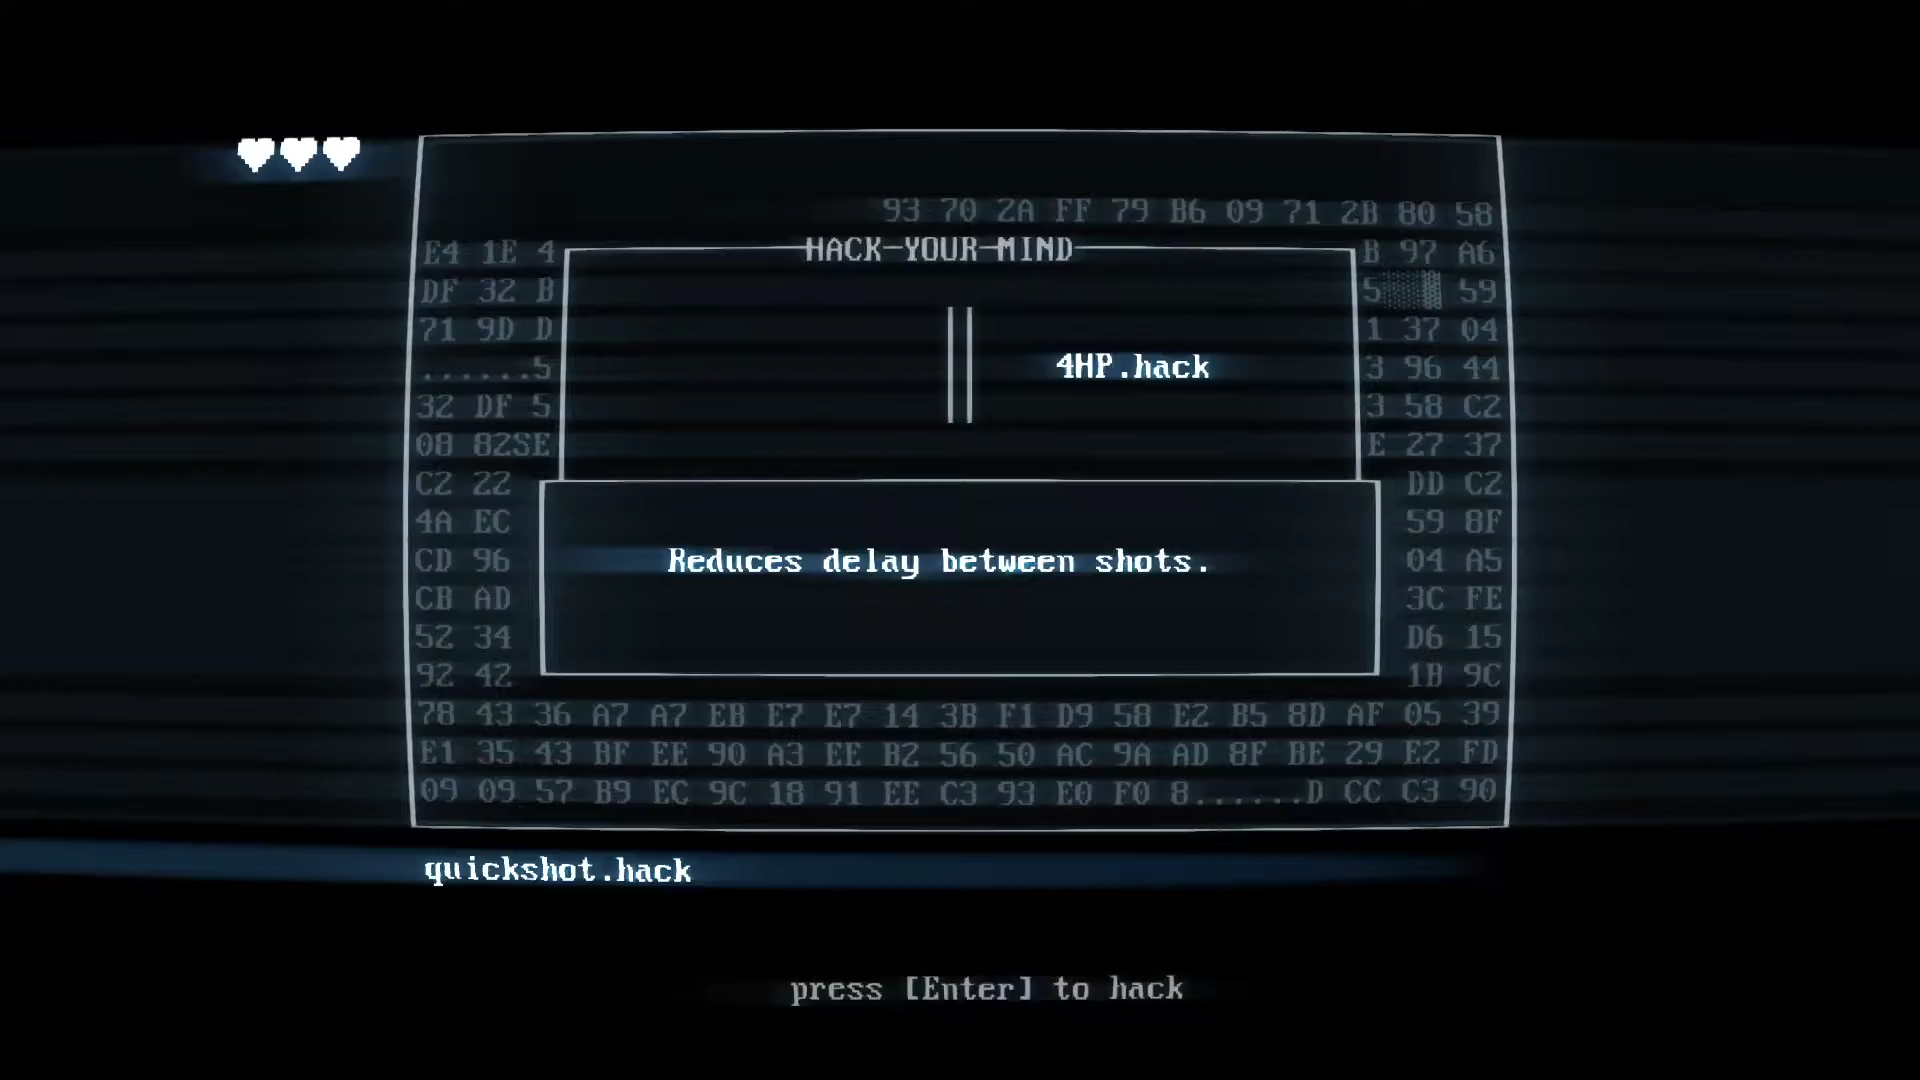 93 70 2A FF 79 B6 09 71 2B 80 58
E4 1E 4 HACK-YOUR-MIND B 97 A6
DF 32 B 5 59
71 9D D 1 37 04
......5 4HP.hack 3 96 44
32 DF 5 3 58 C2
08 82SE E 27 37
C2 22 DD C2
4A EC 59 8F
CD 96 Reduces delay between shots. 04 A5
CB AD 3C FE
52 34 D6 15
92 42 1B 9C
78 43 36 A7 A7 EB E7 E7 14 3B F1 D9 58 E2 B5 8D AF 05 39
E1 35 43 BF EE 90 A3 EE B2 56 50 AC 9A AD 8F BE 29 E2 FD
09 09 57 B9 EC 9C 18 91 EE C3 93 E0 F0 8......D CC C3 90
quickshot.hack
press [Enter] to hack